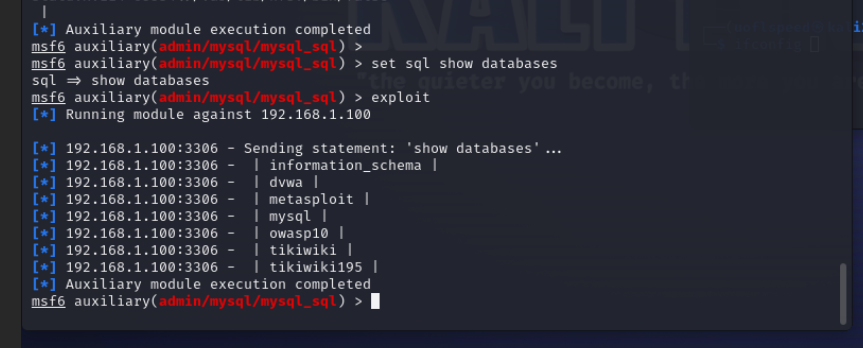 |
[*] Auxiliary module execution completed
msf6 auxiliary(admin/mysql/mysql_sql) >
msf6 auxiliary(admin/mysql/mysql_sql) > set sql show databases
sql ⇒ show databases
"the quieter you become, the
msf6 auxiliary(admin/mysql/mysql_sql) > exploit
[*] Running module against 192.168.1.100
[*] 192.168.1.100:3306 - Sending statement: 'show databases'...
[*] 192.168.1.100:3306 - | information_schema |
[*] 192.168.1.100:3306 - | dvwa |
[*] 192.168.1.100:3306 - | metasploit |
[*] 192.168.1.100:3306 - | mysql |
[*] 192.168.1.100:3306 - | owasp10 |
[*] 192.168.1.100:3306 - | tikiwiki |
[*] 192.168.1.100:3306 - | tikiwiki195 |
[*] Auxiliary module execution completed
msf6 auxiliary(admin/mysql/mysql_sql) >